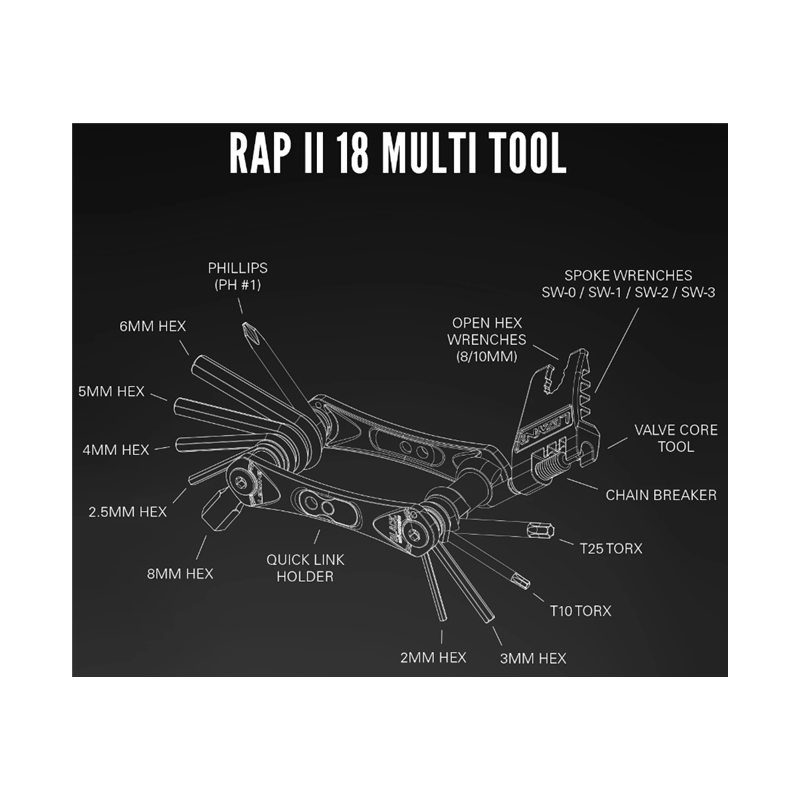 RAP II 18 MULTI TOOL
PHILLIPS
(PH #1)
SPOKE WRENCHES
SW-0 / SW-1 / SW-2 / SW-3
6MM HEX
OPEN HEX
WRENCHES
(8/10MM)
5MM HEX
VALVE CORE
TOOL
4MM HEX
CHAIN BREAKER
2.5MM HEX
T25 TORX
QUICK LINK
HOLDER
8MM HEX
T10 TORX
2MM HEX
3MM HEX
LEZYNE